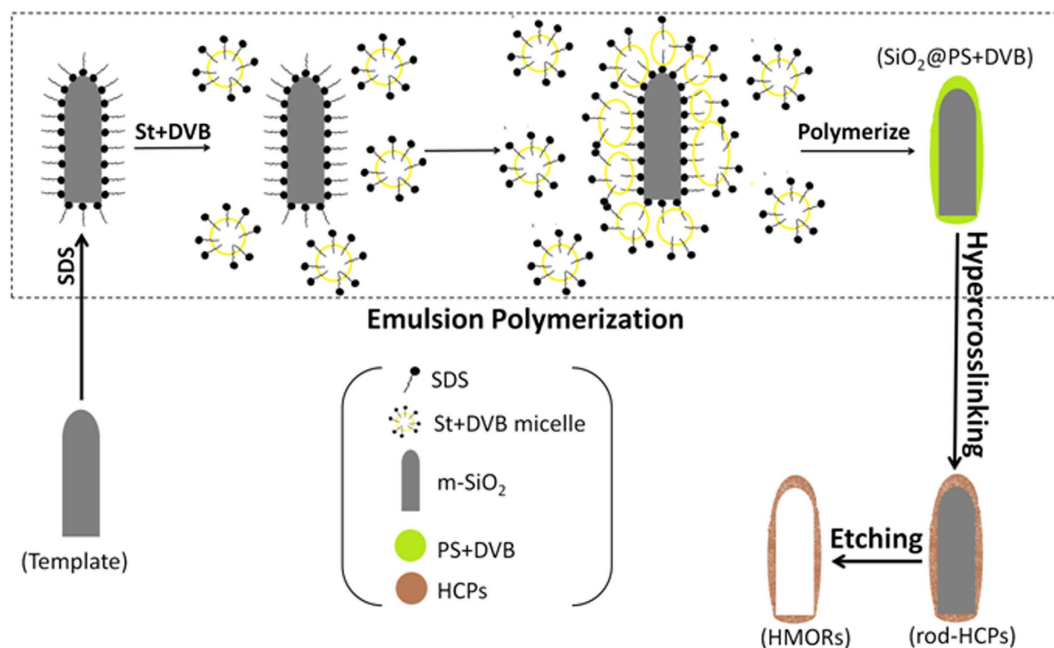 (SiO₂@PS+DVB)
St+DVB
Polymerize
SDS
Hypercrosslinking
Emulsion Polymerization
SDS
St+DVB micelle
m-SiO₂
PS+DVB
HCPs
(Template)
Etching
(HMORs)
(rod-HCPs)